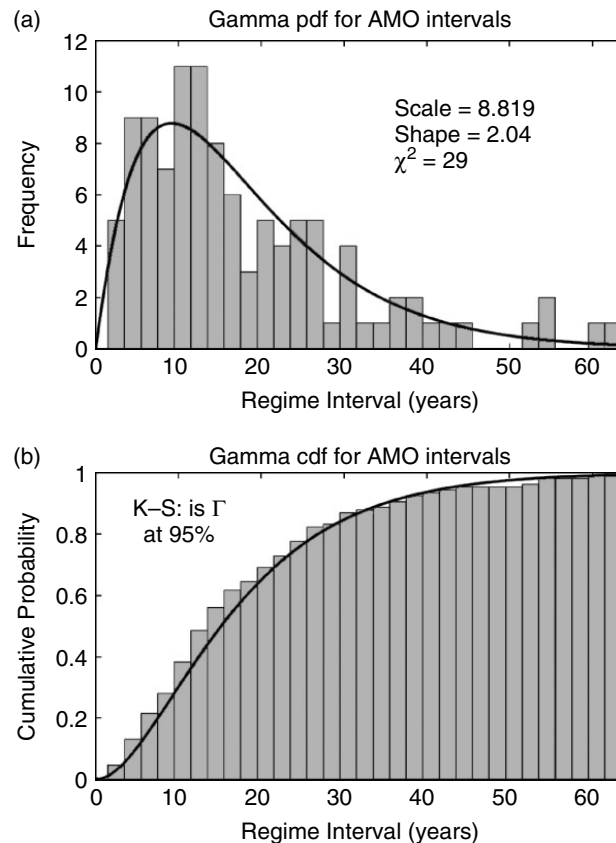 (a) Gamma pdf for AMO intervals
12
10
8
6
4
2
0
Frequency
Scale = 8.819
Shape = 2.04
χ² = 29
0 10 20 30 40 50 60
Regime Interval (years)
(b) Gamma cdf for AMO intervals
1
0.8
0.6
0.4
0.2
0
Cumulative Probability
K–S: is Γ
at 95%
0 10 20 30 40 50 60
Regime Interval (years)